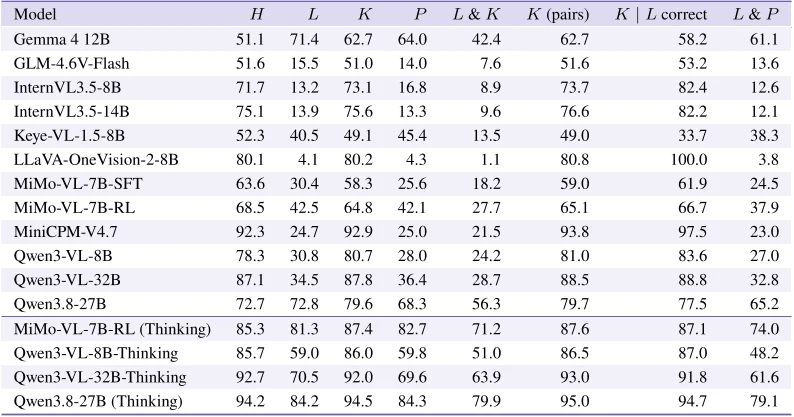 Model H L K P L & K K (pairs) K | L correct L & P
Gemma 4 12B 51.1 71.4 62.7 64.0 42.4 62.7 58.2 61.1
GLM-4.6V-Flash 51.6 15.5 51.0 14.0 7.6 51.6 53.2 13.6
InternVL3.5-8B 71.7 13.2 73.1 16.8 8.9 73.7 82.4 12.6
InternVL3.5-14B 75.1 13.9 75.6 13.3 9.6 76.6 82.2 12.1
Keye-VL-1.5-8B 52.3 40.5 49.1 45.4 13.5 49.0 33.7 38.3
LLaVA-OneVision-2-8B 80.1 4.1 80.2 4.3 1.1 80.8 100.0 3.8
MiMo-VL-7B-SFT 63.6 30.4 58.3 25.6 18.2 59.0 61.9 24.5
MiMo-VL-7B-RL 68.5 42.5 64.8 42.1 27.7 65.1 66.7 37.9
MiniCPM-V4.7 92.3 24.7 92.9 25.0 21.5 93.8 97.5 23.0
Qwen3-VL-8B 78.3 30.8 80.7 28.0 24.2 81.0 83.6 27.0
Qwen3-VL-32B 87.1 34.5 87.8 36.4 28.7 88.5 88.8 32.8
Qwen3.8-27B 72.7 72.8 79.6 68.3 56.3 79.7 77.5 65.2
MiMo-VL-7B-RL (Thinking) 85.3 81.3 87.4 82.7 71.2 87.6 87.1 74.0
Qwen3-VL-8B-Thinking 85.7 59.0 86.0 59.8 51.0 86.5 87.0 48.2
Qwen3-VL-32B-Thinking 92.7 70.5 92.0 69.6 63.9 93.0 91.8 61.6
Qwen3.8-27B (Thinking) 94.2 84.2 94.5 84.3 79.9 95.0 94.7 79.1